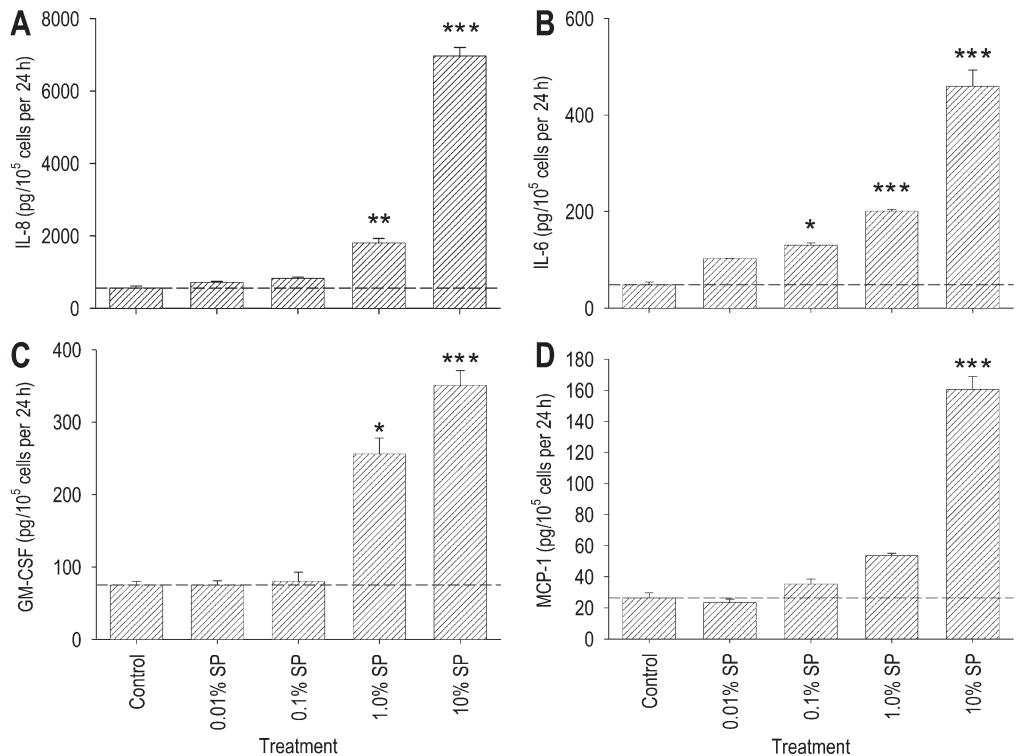 A
IL-8 (pg/10⁵ cells per 24 h)
8000
6000
4000
2000
0
**
***
B
IL-6 (pg/10⁵ cells per 24 h)
600
400
200
0
*
***
***
C
GM-CSF (pg/10⁵ cells per 24 h)
400
300
200
100
0
*
***
Control
0.01% SP
0.1% SP
1.0% SP
10% SP
Treatment
D
MCP-1 (pg/10⁵ cells per 24 h)
180
160
140
120
100
80
60
40
20
0
***
Control
0.01% SP
0.1% SP
1.0% SP
10% SP
Treatment